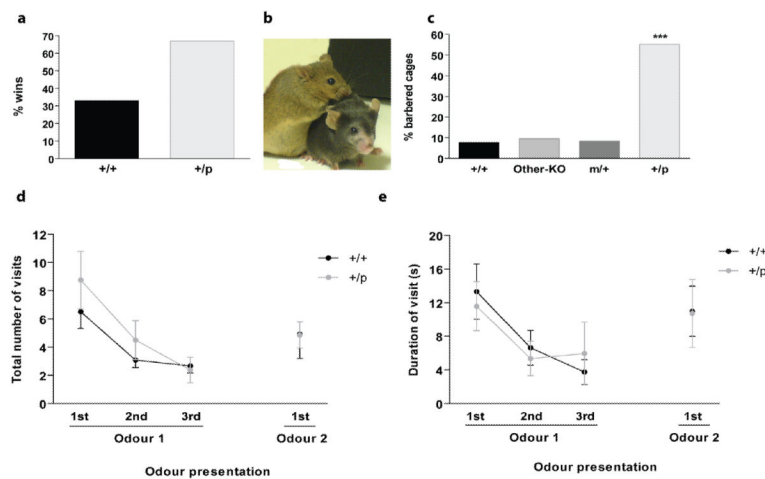 a
% wins
70
60
50
40
30
20
10
0
+/+ +/p
b
c
% barbered cages
60
50
40
30
20
10
0
***
+/+ Other-KO m/+ +/p
d
Total number of visits
12
10
8
6
4
2
0
+/+
+/p
1st 2nd 3rd 1st
Odour 1 Odour 2
Odour presentation
e
Duration of visit (s)
20
16
12
8
4
0
+/+
+/p
1st 2nd 3rd 1st
Odour 1 Odour 2
Odour presentation